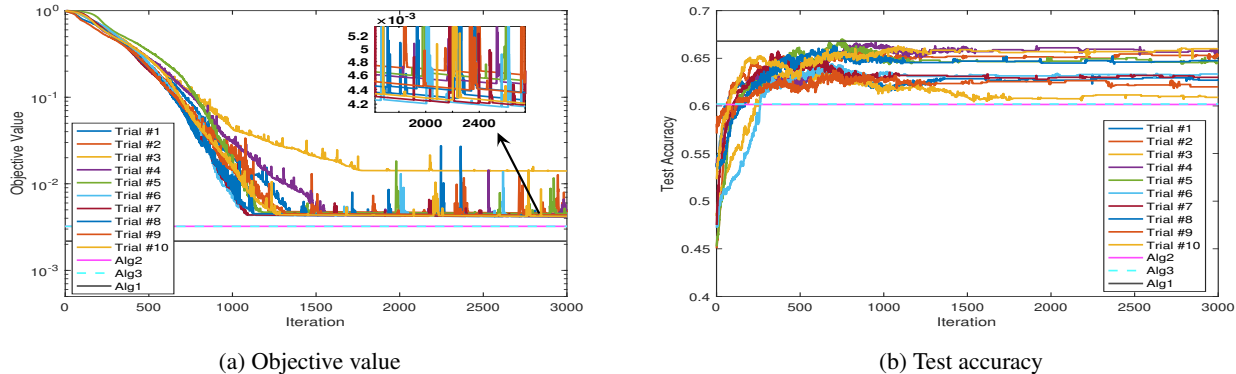 ×10⁻³
5.2
5
4.8
4.6
4.4
4.2
2000 2400
10⁰
10⁻¹
10⁻²
10⁻³
Objective Value
Trial #1
Trial #2
Trial #3
Trial #4
Trial #5
Trial #6
Trial #7
Trial #8
Trial #9
Trial #10
Alg2
Alg3
Alg1
0 500 1000 1500 2000 2500 3000
Iteration
(a) Objective value
0.7
0.65
0.6
0.55
0.5
0.45
0.4
Test Accuracy
Trial #1
Trial #2
Trial #3
Trial #4
Trial #5
Trial #6
Trial #7
Trial #8
Trial #9
Trial #10
Alg2
Alg3
Alg1
0 500 1000 1500 2000 2500 3000
Iteration
(b) Test accuracy